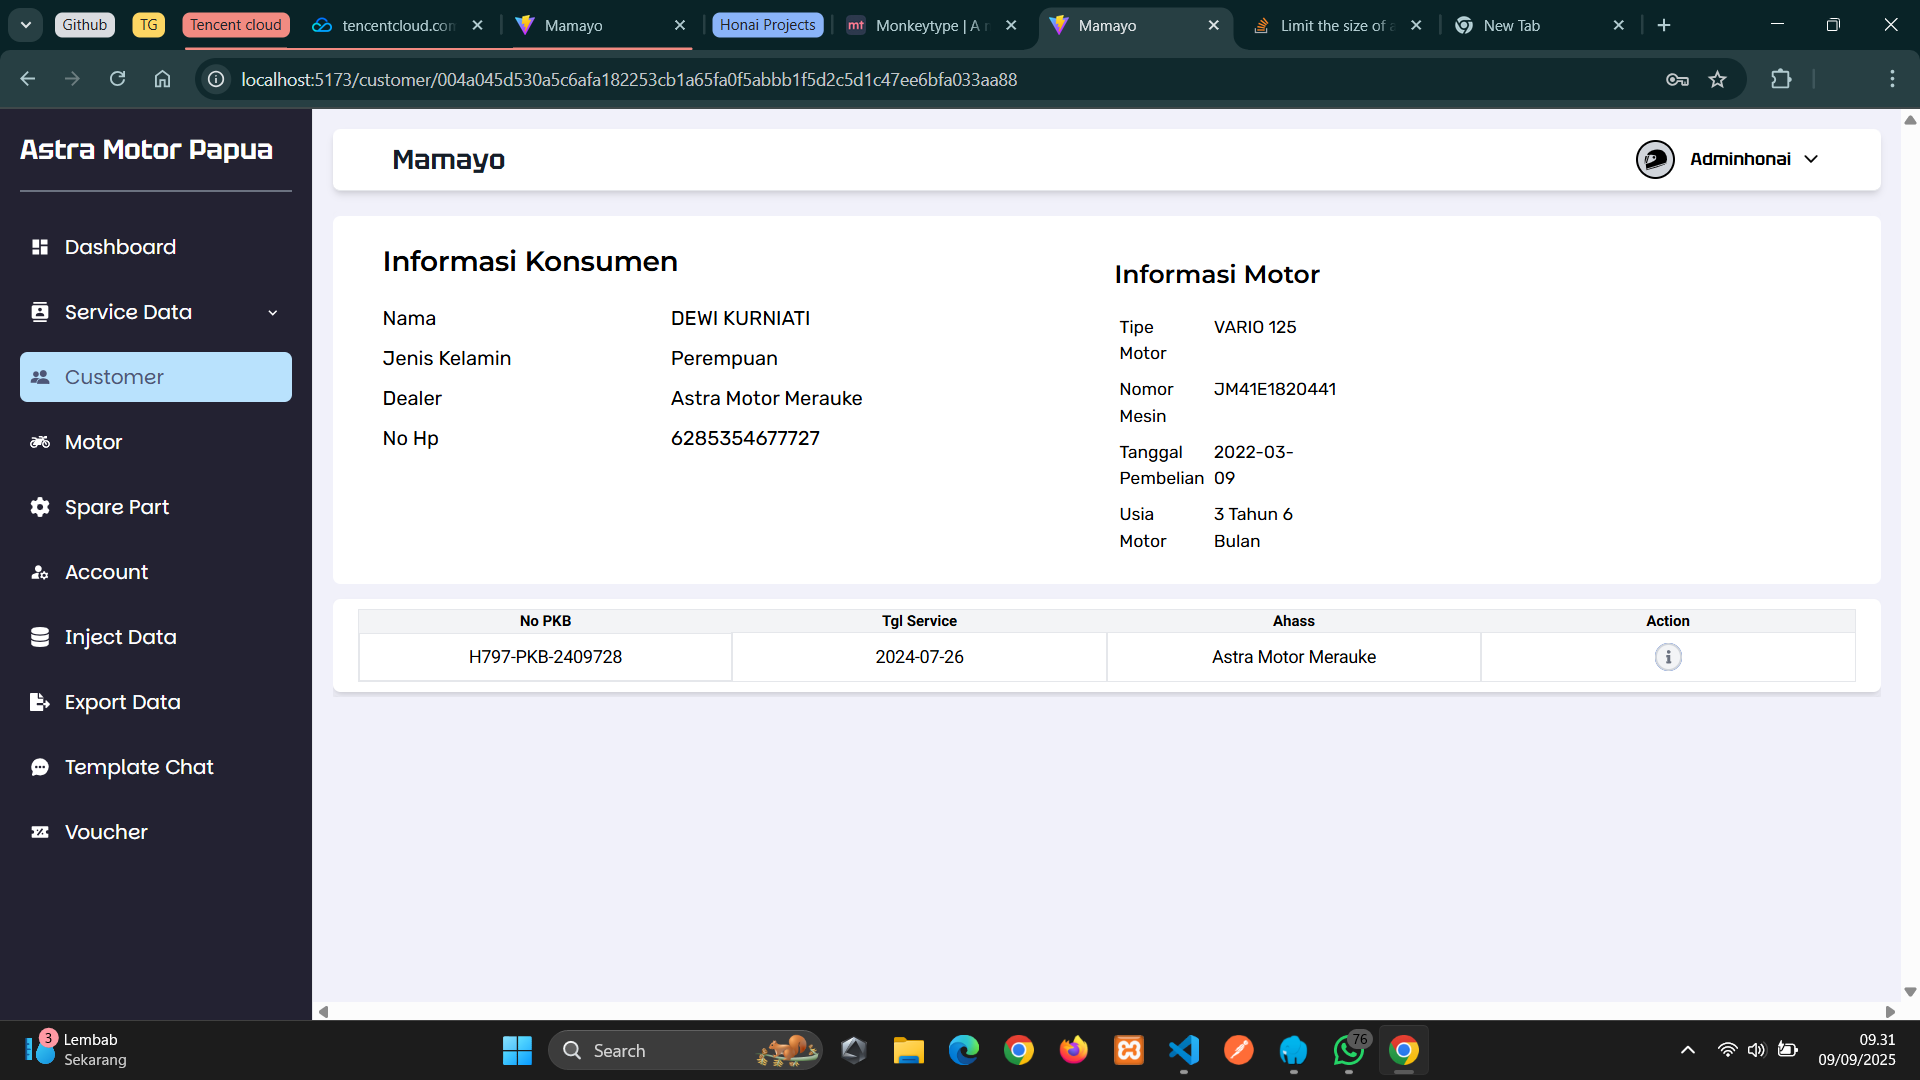 Github
TG
Tencent cloud
tencentcloud.con
Mamayo
Honai Projects
mt
Monkeytype | A r
Mamayo
Limit the size of a
New Tab
localhost:5173/customer/004a045d530a5c6afa182253cb1a65fa0f5abbb1f5d2c5d1c47ee6bfa033aa88
Astra Motor Papua
Dashboard
Service Data
Customer
Motor
Spare Part
Account
Inject Data
Export Data
Template Chat
Voucher
Mamayo
Adminhonai
Informasi Konsumen
Nama DEWI KURNIATI
Jenis Kelamin Perempuan
Dealer Astra Motor Merauke
No Hp 6285354677727
Informasi Motor
Tipe VARIO 125
Motor
Nomor JM41E1820441
Mesin
Tanggal 2022-03-
Pembelian 09
Usia 3 Tahun 6
Motor Bulan
No PKB Tgl Service Ahass Action
H797-PKB-2409728 2024-07-26 Astra Motor Merauke
3
Lembab
Sekarang
Search
76
09.31
09/09/2025